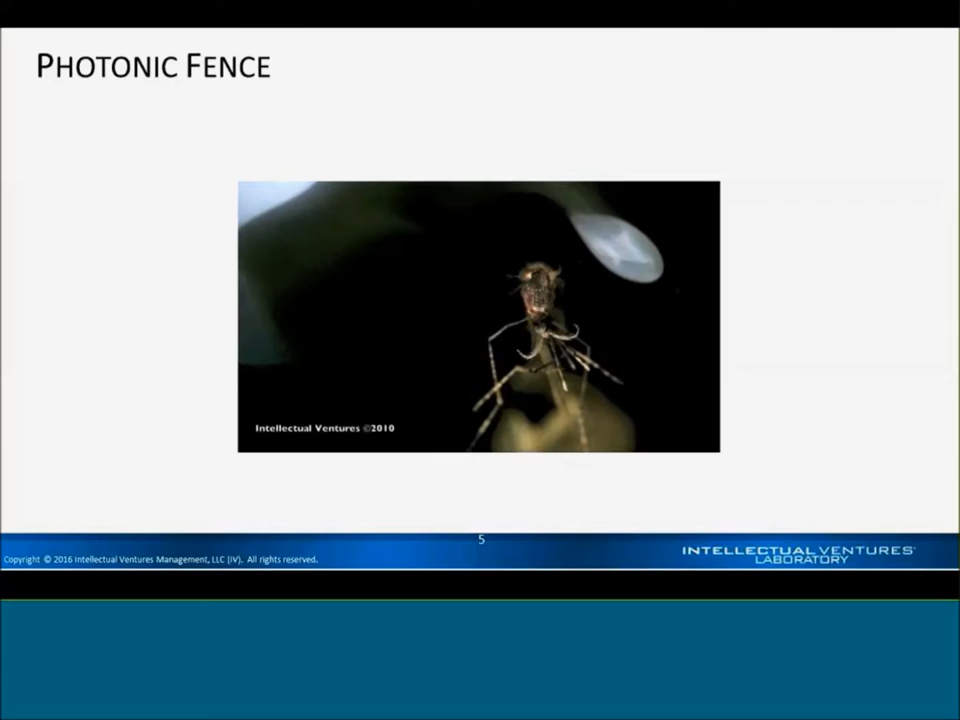 PHOTONIC FENCE
Intellectual Ventures ©2010
5
Copyright © 2016 Intellectual Ventures Management, LLC (IV). All rights reserved.
INTELLECTUAL VENTURES®
LABORATORY